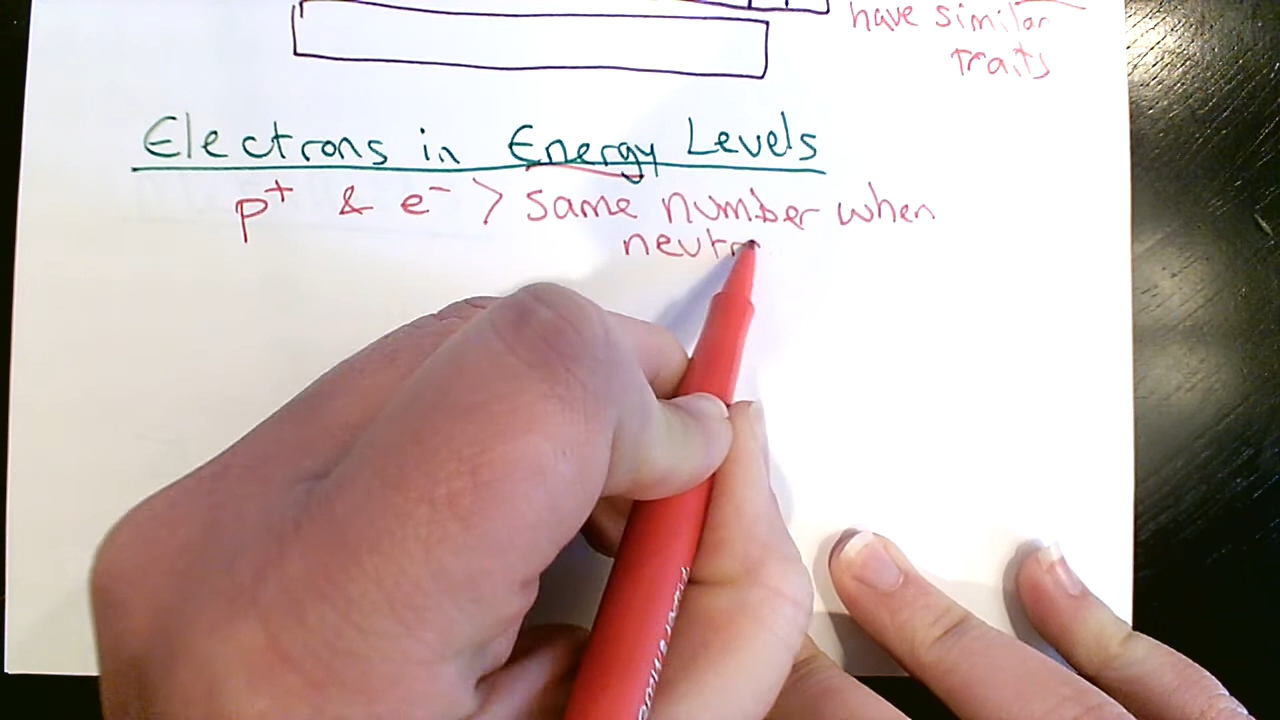 have similar
traits
Electrons in Energy Levels
p⁺ & e⁻ > same number when
neutr